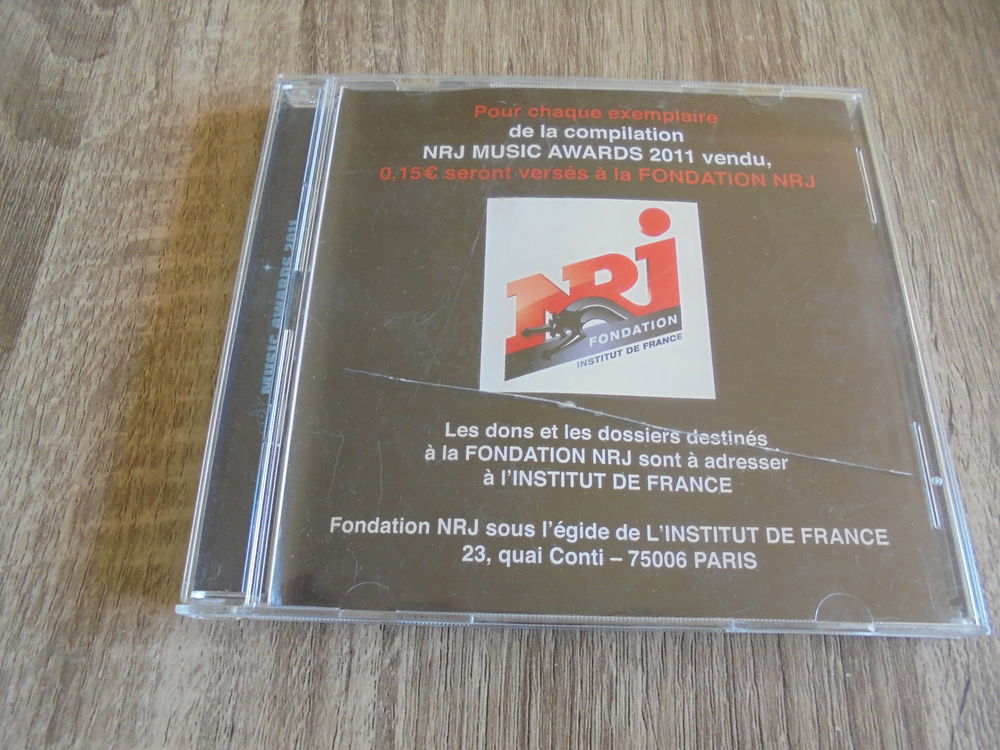 Pour chaque exemplaire
de la compilation
NRJ MUSIC AWARDS 2011 vendu,
0,15€ seront versés à la FONDATION NRJ
NRJ
FONDATION
INSTITUT DE FRANCE
Les dons et les dossiers destinés
à la FONDATION NRJ sont à adresser
à l'INSTITUT DE FRANCE
Fondation NRJ sous l'égide de L'INSTITUT DE FRANCE
23, quai Conti – 75006 PARIS
MUSIC AWARDS 2011